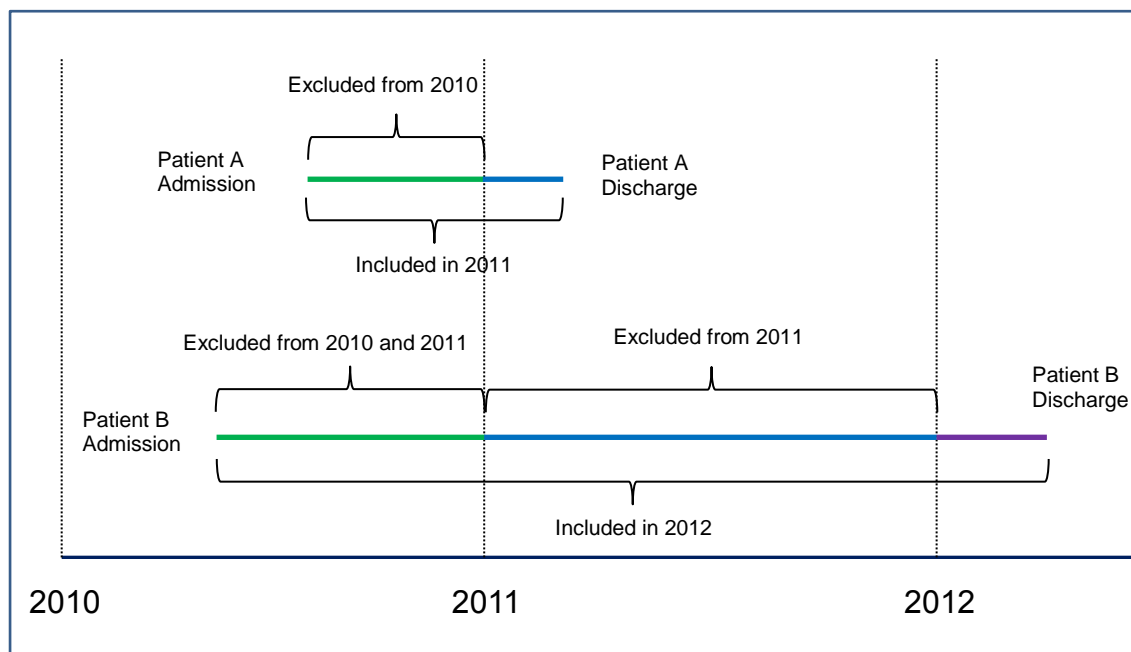 Excluded from 2010
Patient A
Admission
Patient A
Discharge
Included in 2011
Excluded from 2010 and 2011
Excluded from 2011
Patient B
Discharge
Patient B
Admission
Included in 2012
2010
2011
2012